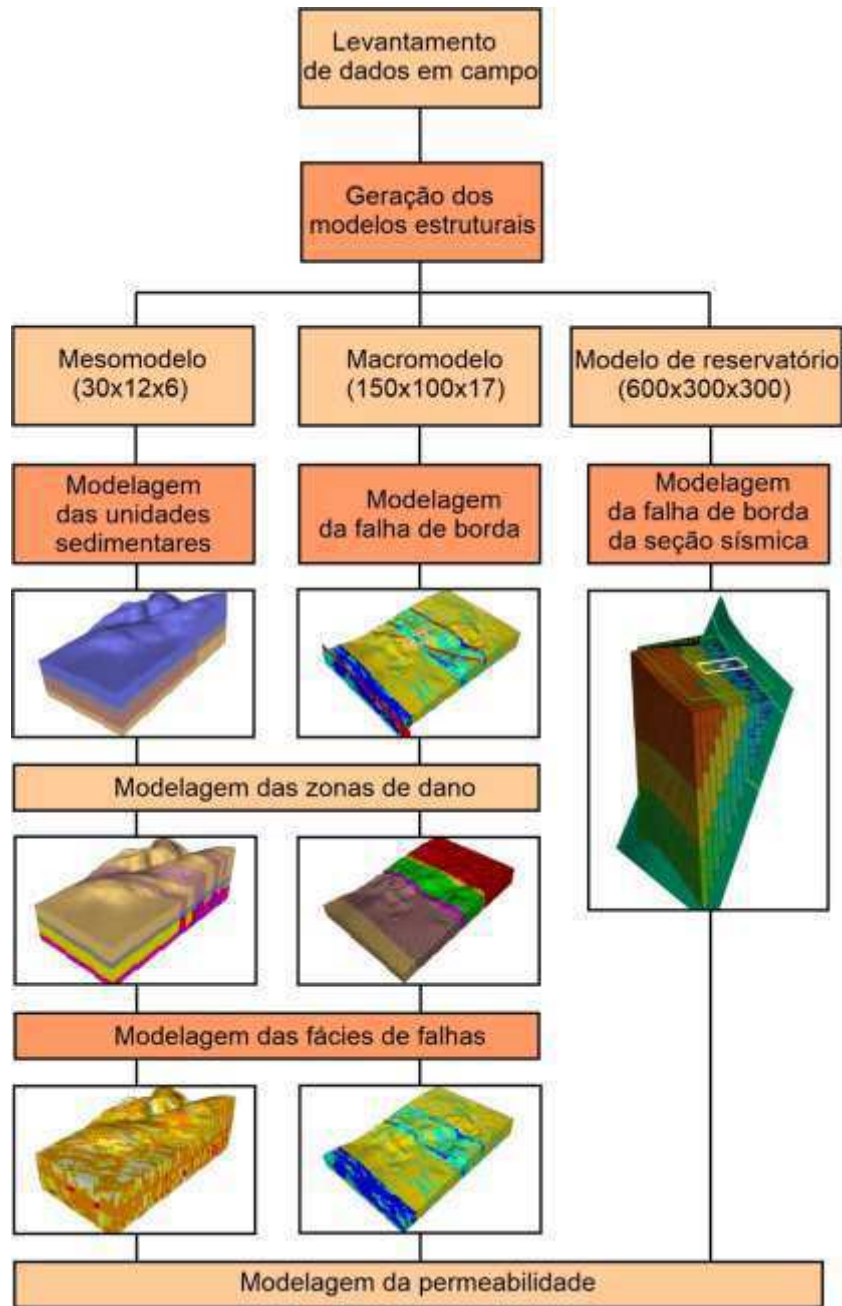 Levantamento
de dados em campo
Geração dos
modelos estruturais
Mesomodelo
(30x12x6)
Macromodelo
(150x100x17)
Modelo de reservatório
(600x300x300)
Modelagem
das unidades
sedimentares
Modelagem
da falha de borda
Modelagem
da falha de borda
da seção sísmica
Modelagem das zonas de dano
Modelagem das fácies de falhas
Modelagem da permeabilidade